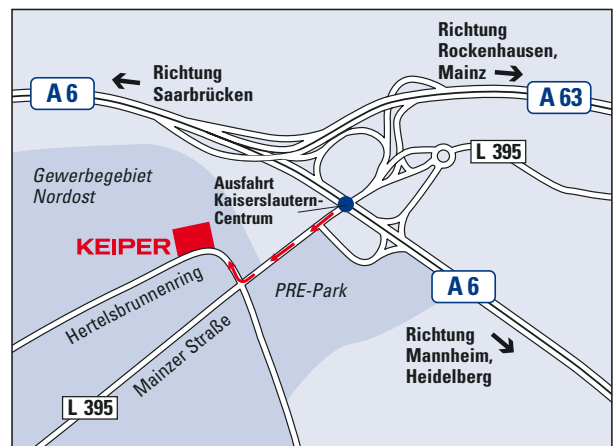 Richtung
Rockenhausen,
Mainz
Richtung
Saarbrücken
A 6
A 63
L 395
Gewerbegebiet
Nordost
Ausfahrt
Kaiserslautern-
Centrum
KEIPER
PRE-Park
A 6
Hertelsbrunnenring
Mainzer Straße
Richtung
Mannheim,
Heidelberg
L 395